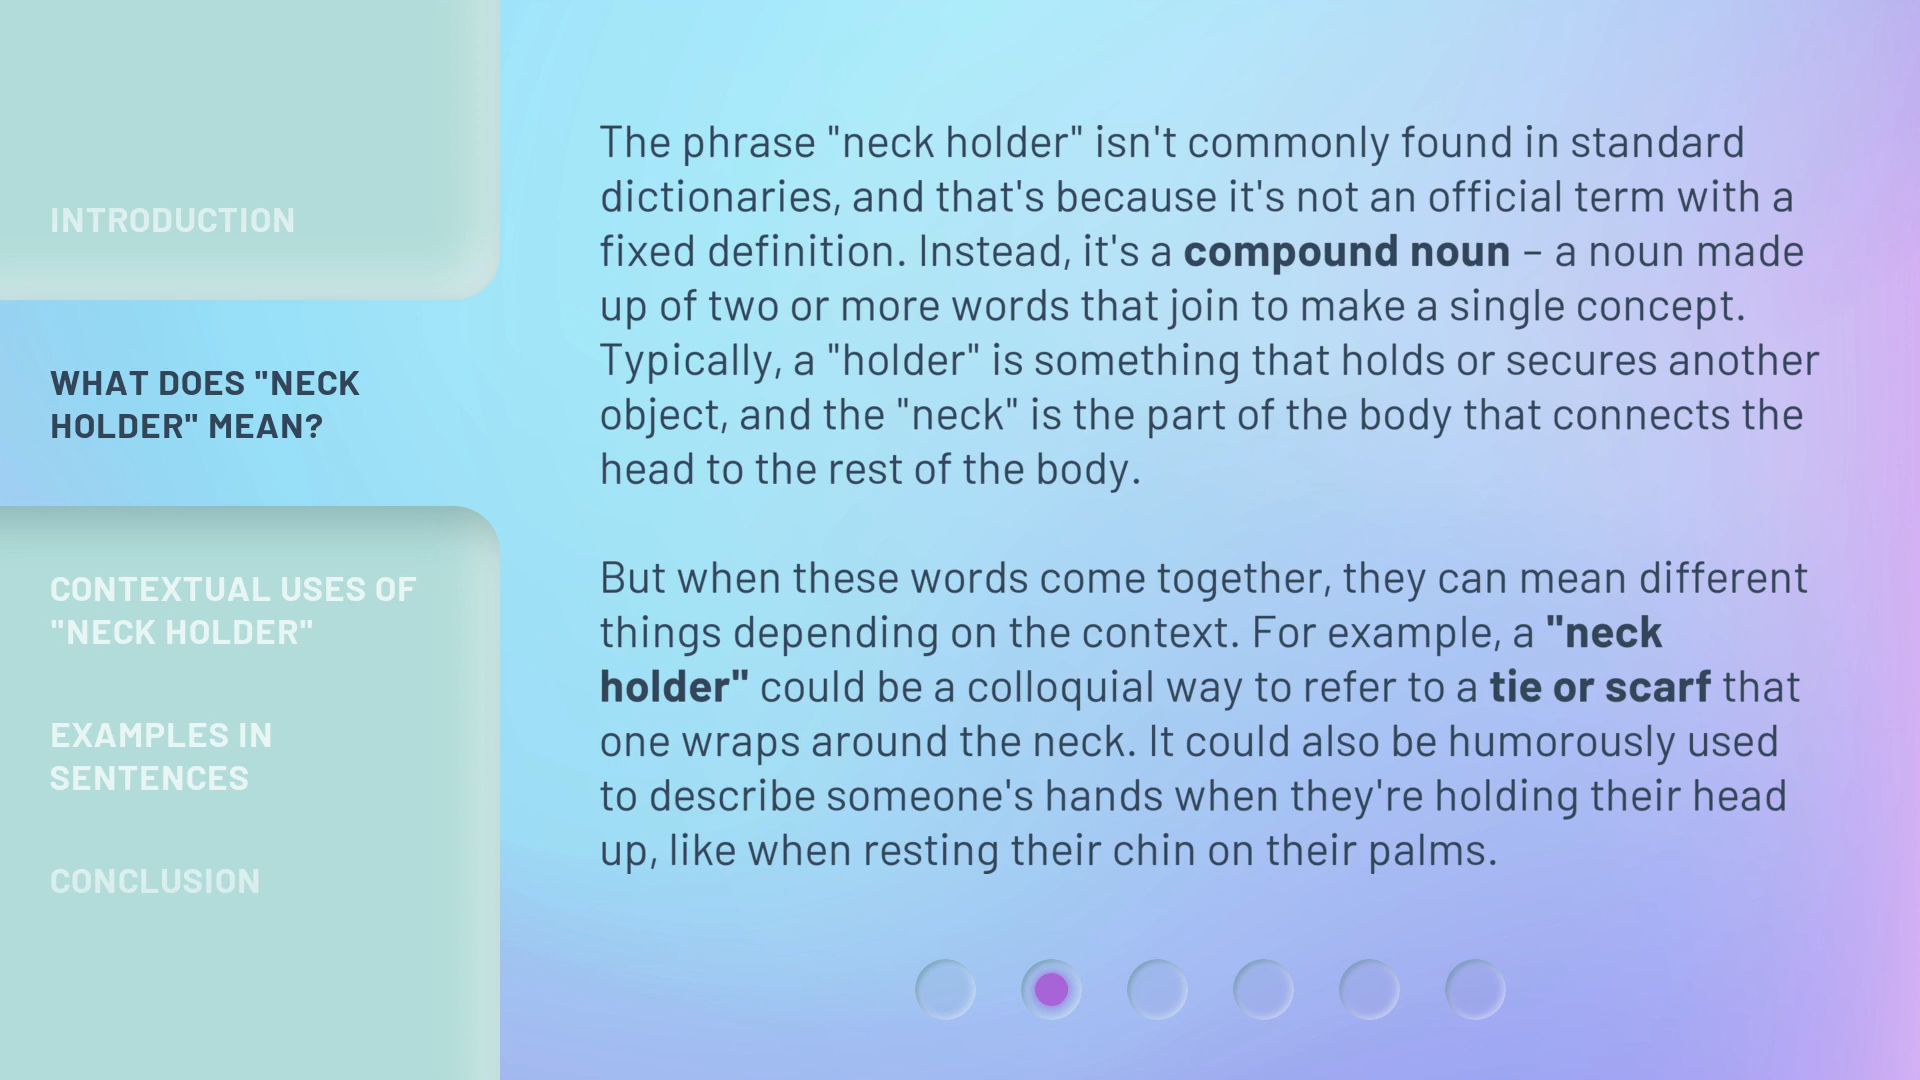 INTRODUCTION
WHAT DOES "NECK
HOLDER" MEAN?
CONTEXTUAL USES OF
"NECK HOLDER"
EXAMPLES IN
SENTENCES
CONCLUSION
The phrase "neck holder" isn't commonly found in standard
dictionaries, and that's because it's not an official term with a
fixed definition. Instead, it's a compound noun – a noun made
up of two or more words that join to make a single concept.
Typically, a "holder" is something that holds or secures another
object, and the "neck" is the part of the body that connects the
head to the rest of the body.
But when these words come together, they can mean different
things depending on the context. For example, a "neck
holder" could be a colloquial way to refer to a tie or scarf that
one wraps around the neck. It could also be humorously used
to describe someone's hands when they're holding their head
up, like when resting their chin on their palms.